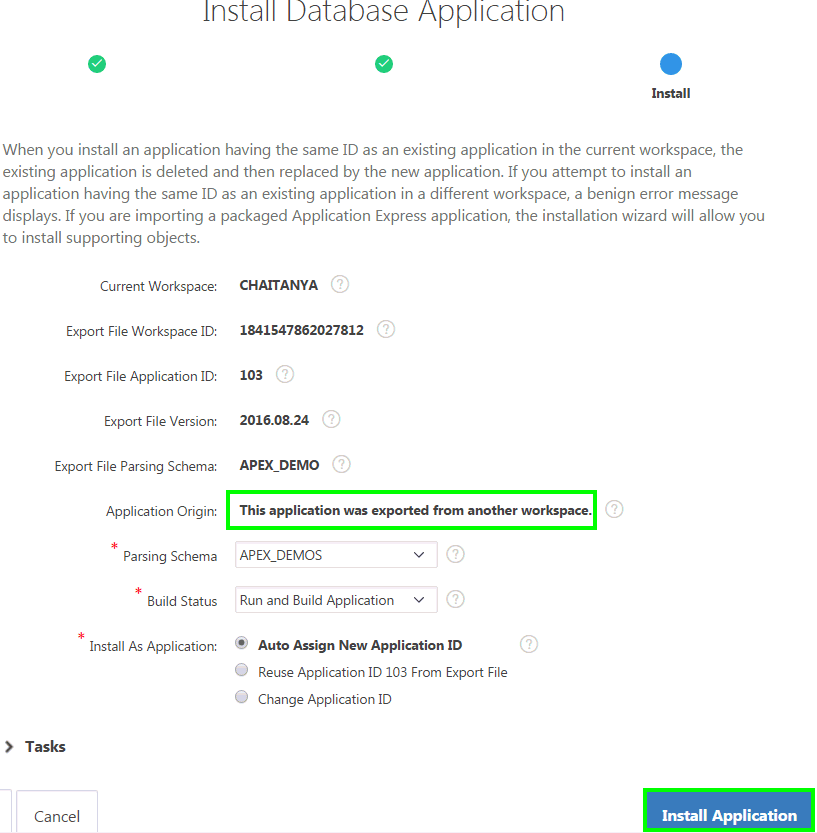 Install Database Application
Install
When you install an application having the same ID as an existing application in the current workspace, the
existing application is deleted and then replaced by the new application. If you attempt to install an
application having the same ID as an existing application in a different workspace, a benign error message
displays. If you are importing a packaged Application Express application, the installation wizard will allow you
to install supporting objects.
Current Workspace: CHAITANYA ?
Export File Workspace ID: 1841547862027812 ?
Export File Application ID: 103 ?
Export File Version: 2016.08.24 ?
Export File Parsing Schema: APEX_DEMO ?
Application Origin: This application was exported from another workspace. ?
* Parsing Schema APEX_DEMOS ?
* Build Status Run and Build Application ?
* Install As Application: Auto Assign New Application ID ?
Reuse Application ID 103 From Export File
Change Application ID
Tasks
Cancel Install Application